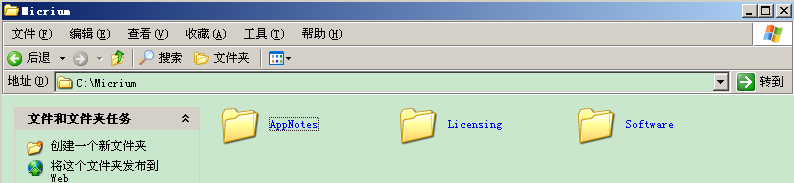 Micrium
文件(F) 编辑(E) 查看(V) 收藏(A) 工具(T) 帮助(H)
后退 搜索 文件夹
地址(D) C:\Micrium 转到
文件和文件夹任务
创建一个新文件夹
将这个文件夹发布到
Web
AppNotes Licensing Software